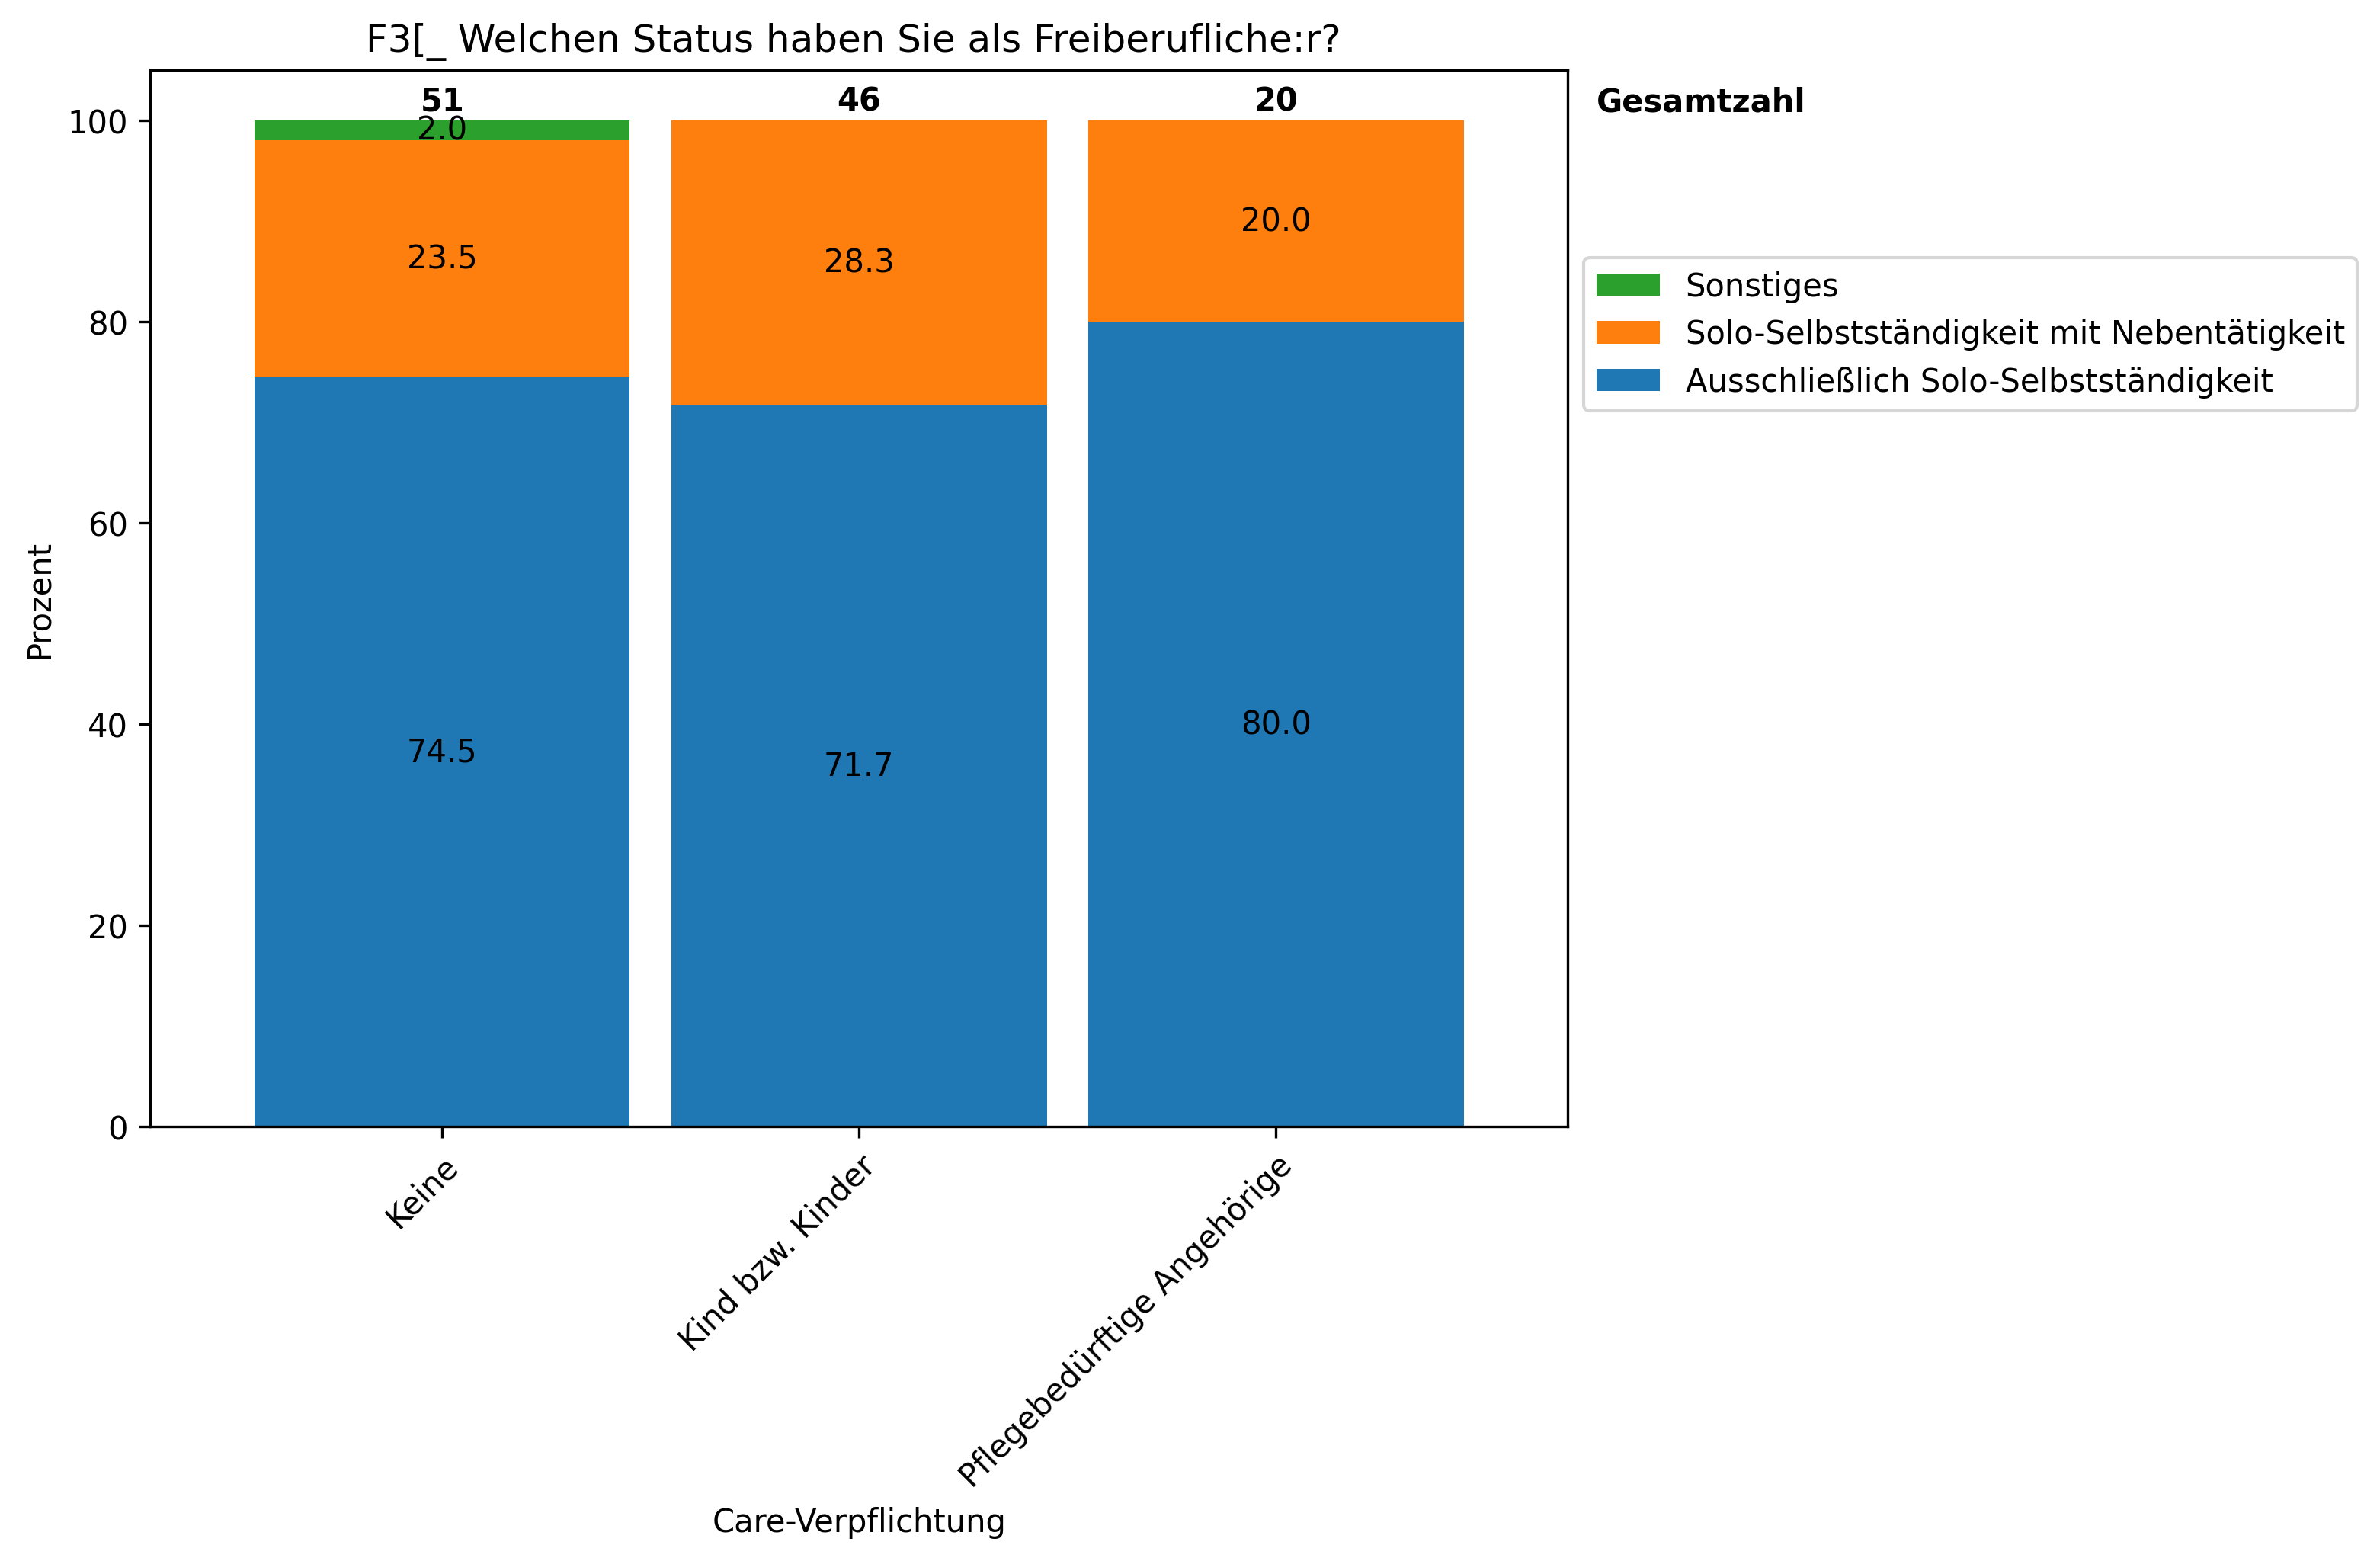 F3[_ Welchen Status haben Sie als Freiberufliche:r?
51
46
20
Gesamtzahl
100
2.0
20.0
23.5
28.3
Sonstiges
Solo-Selbstständigkeit mit Nebentätigkeit
Ausschließlich Solo-Selbstständigkeit
80
60
Prozent
40
74.5
71.7
80.0
20
0
Keine
Kind bzw. Kinder
Pflegebedürftige Angehörige
Care-Verpflichtung